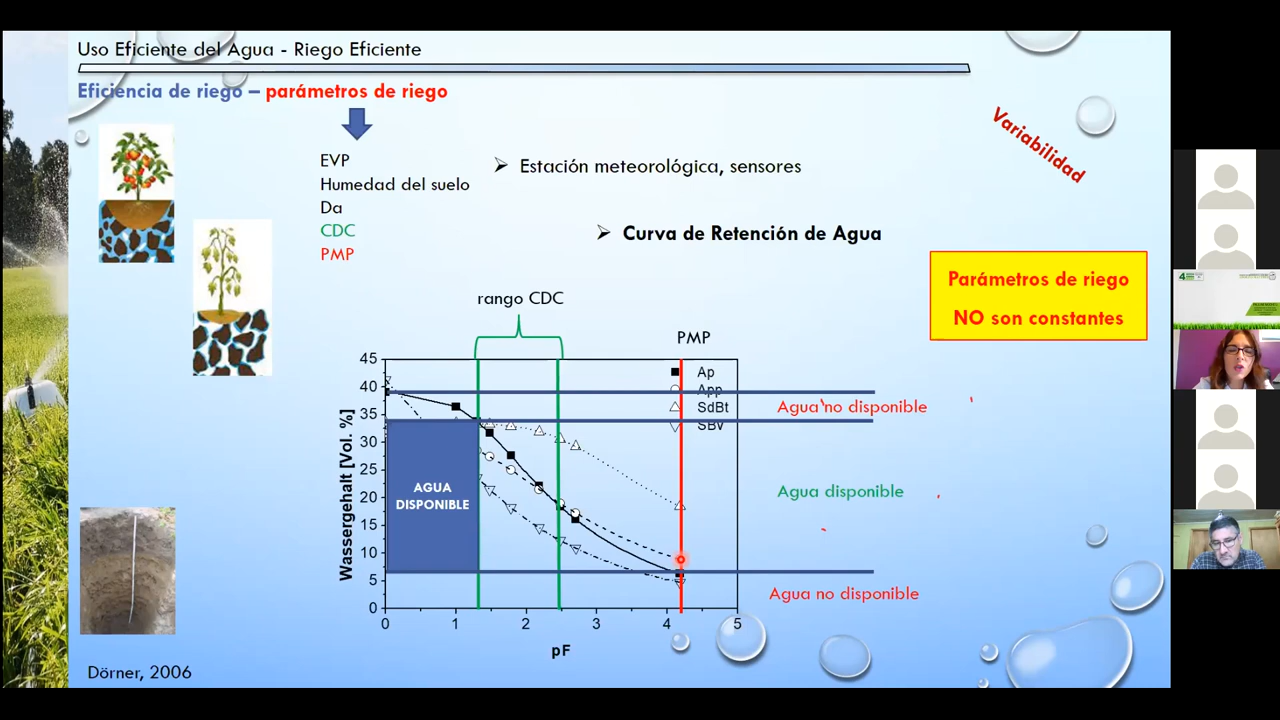 Uso Eficiente del Agua - Riego Eficiente
Eficiencia de riego – parámetros de riego
Variabilidad
EVP
Humedad del suelo
Da
CDC
PMP
Estación meteorológica, sensores
Curva de Retención de Agua
Parámetros de riego
NO son constantes
rango CDC
PMP
45
40
35
30
25
20
15
10
5
0
Wassergehalt [Vol. %]
Ap
App
SdBt
SBv
AGUA
DISPONIBLE
Agua no disponible
Agua disponible
Agua no disponible
0 1 2 3 4 5
pF
Dörner, 2006